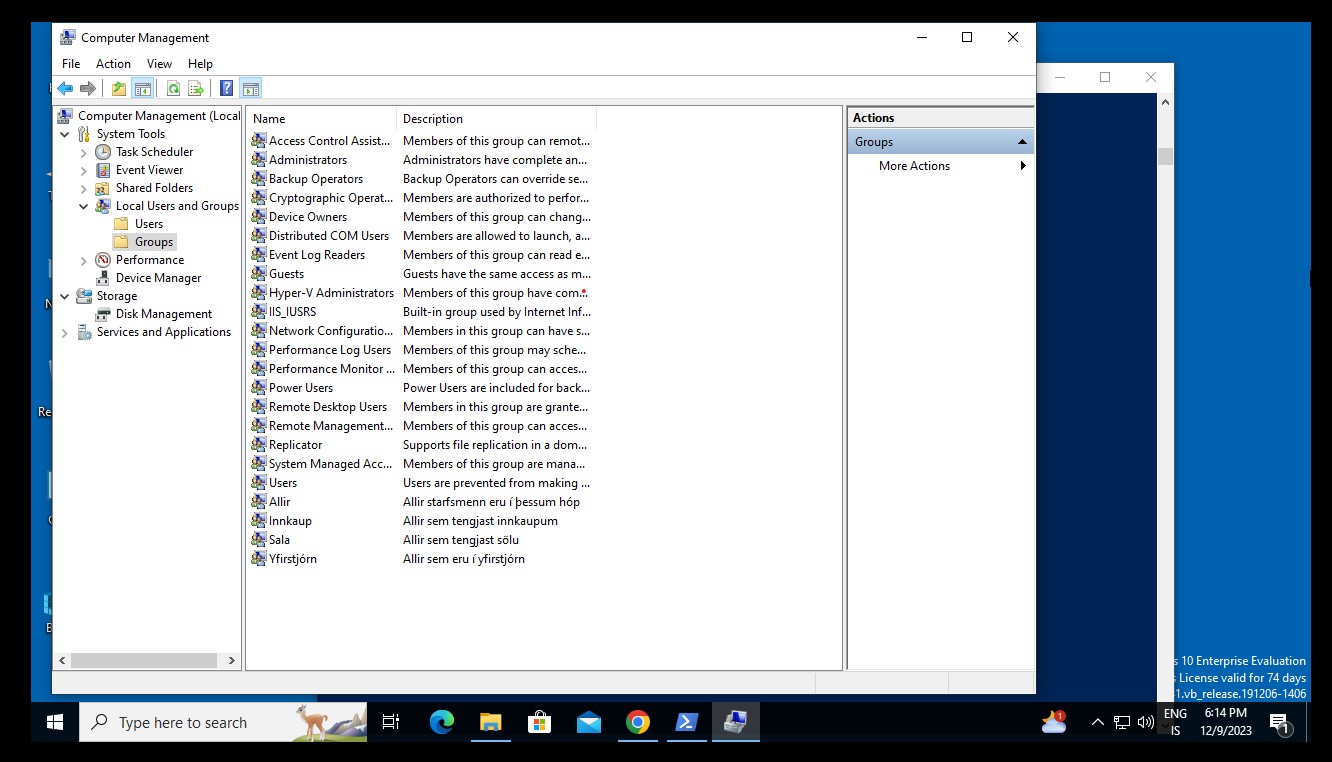 Computer Management
File Action View Help
Computer Management (Local
System Tools
Task Scheduler
Event Viewer
Shared Folders
Local Users and Groups
Users
Groups
Performance
Device Manager
Storage
Disk Management
Services and Applications
Name Description
Access Control Assist... Members of this group can remot...
Administrators Administrators have complete an...
Backup Operators Backup Operators can override se...
Cryptographic Operat... Members are authorized to perfor...
Device Owners Members of this group can chang...
Distributed COM Users Members are allowed to launch, a...
Event Log Readers Members of this group can read e...
Guests Guests have the same access as m...
Hyper-V Administrators Members of this group have com...
IIS_IUSRS Built-in group used by Internet Inf...
Network Configuratio... Members in this group can have s...
Performance Log Users Members of this group may sche...
Performance Monitor ... Members of this group can acces...
Power Users Power Users are included for back...
Remote Desktop Users Members in this group are grante...
Remote Management... Members of this group can acces...
Replicator Supports file replication in a dom...
System Managed Acc... Members of this group are mana...
Users Users are prevented from making ...
Allir Allir starfsmenn eru í þessum hóp
Innkaup Allir sem tengjast innkaupum
Sala Allir sem tengjast sölu
Yfirstjórn Allir sem eru í yfirstjórn
Actions
Groups
More Actions
Re
s 10 Enterprise Evaluation
License valid for 74 days
1.vb_release.191206-1406
Type here to search
1
ENG
IS
6:14 PM
12/9/2023
1